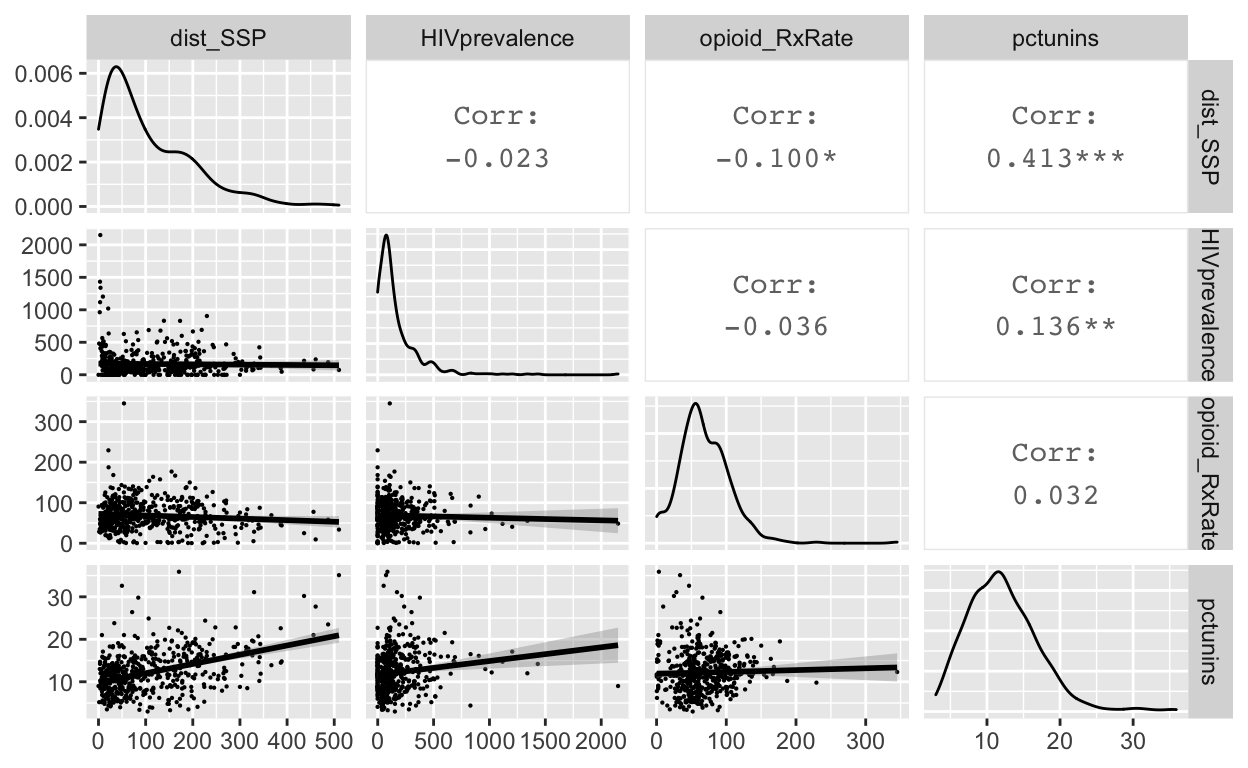 dist_SSP HIVprevalence opioid_RxRate pctunins
0.006
0.004
0.002
0.000
Corr:
-0.023
Corr:
-0.100*
Corr:
0.413***
dist_SSP
2000
1500
1000
500
0
Corr:
-0.036
Corr:
0.136**
HIVprevalence
300
200
100
0
Corr:
0.032
opioid_RxRate
30
20
10
pctunins
0 100 200 300 400 500
0 500 1000 1500 2000
0 100 200 300
10 20 30